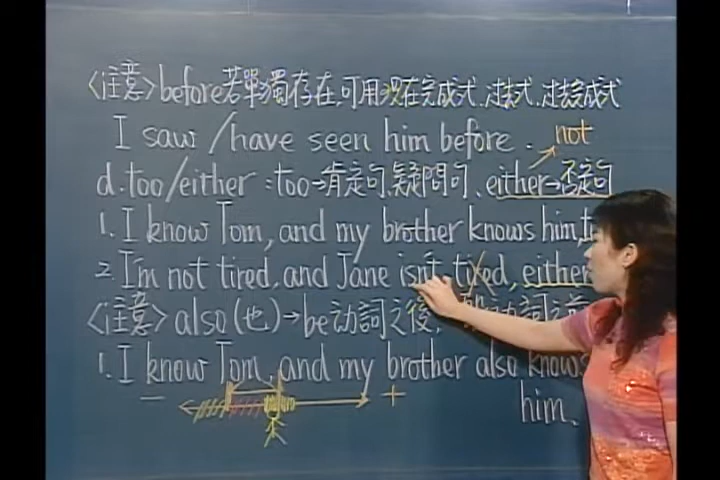 <注意>before若單獨存在,可用現在完成式、过去式、过去完成式
I saw /have seen him before. not
d. too/either :too→肯定句、疑問句、either→否定句
1. I know Tom, and my brother knows him,
2. I'm not tired, and Jane isn't tired, either
<注意> also(也)→be动詞之後,
1. I know Tom, and my brother also knows
him.